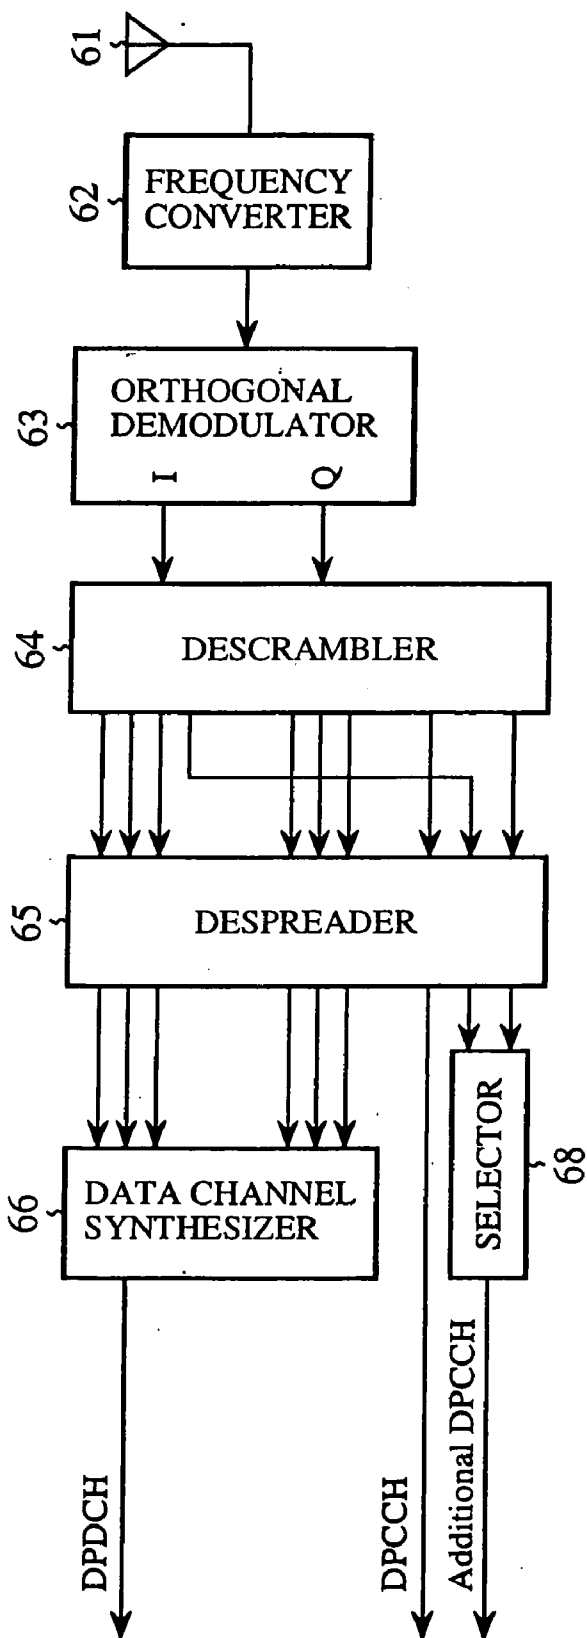 61
62
FREQUENCY
CONVERTER
63
ORTHOGONAL
DEMODULATOR
I
Q
64
DESCRAMBLER
65
DESPREADER
66
DATA CHANNEL
SYNTHESIZER
SELECTOR
68
DPDCH
DPCCH
Additional DPCCH